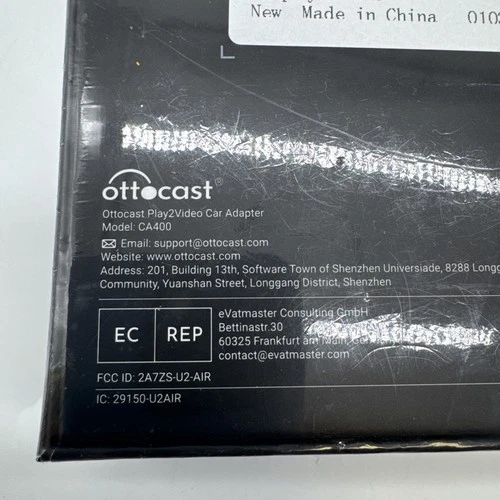 New Made in China 0102
ottocast®
Ottocast Play2Video Car Adapter
Model: CA400
Email: support@ottocast.com
Website: www.ottocast.com
Address: 201, Building 13th, Software Town of Shenzhen Universiade, 8288 Longg
Community, Yuanshan Street, Longgang District, Shenzhen
EC REP
eVatmaster Consulting GmbH
Bettinastr.30
60325 Frankfurt am Main, Ger
contact@evatmaster.com
FCC ID: 2A7ZS-U2-AIR
IC: 29150-U2AIR